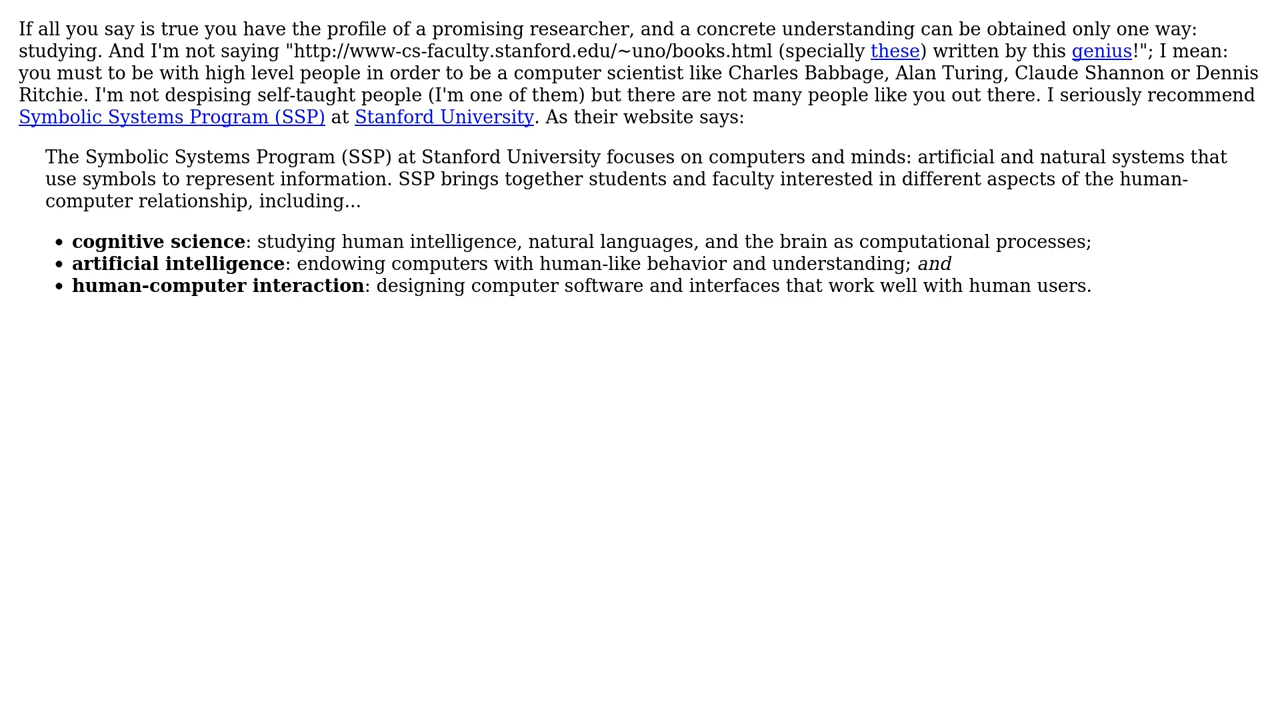 If all you say is true you have the profile of a promising researcher, and a concrete understanding can be obtained only one way:
studying. And I'm not saying "http://www-cs-faculty.stanford.edu/~uno/books.html (specially these) written by this genius!"; I mean:
you must to be with high level people in order to be a computer scientist like Charles Babbage, Alan Turing, Claude Shannon or Dennis
Ritchie. I'm not despising self-taught people (I'm one of them) but there are not many people like you out there. I seriously recommend
Symbolic Systems Program (SSP) at Stanford University. As their website says:
The Symbolic Systems Program (SSP) at Stanford University focuses on computers and minds: artificial and natural systems that
use symbols to represent information. SSP brings together students and faculty interested in different aspects of the human-
computer relationship, including...
• cognitive science: studying human intelligence, natural languages, and the brain as computational processes;
• artificial intelligence: endowing computers with human-like behavior and understanding; and
• human-computer interaction: designing computer software and interfaces that work well with human users.